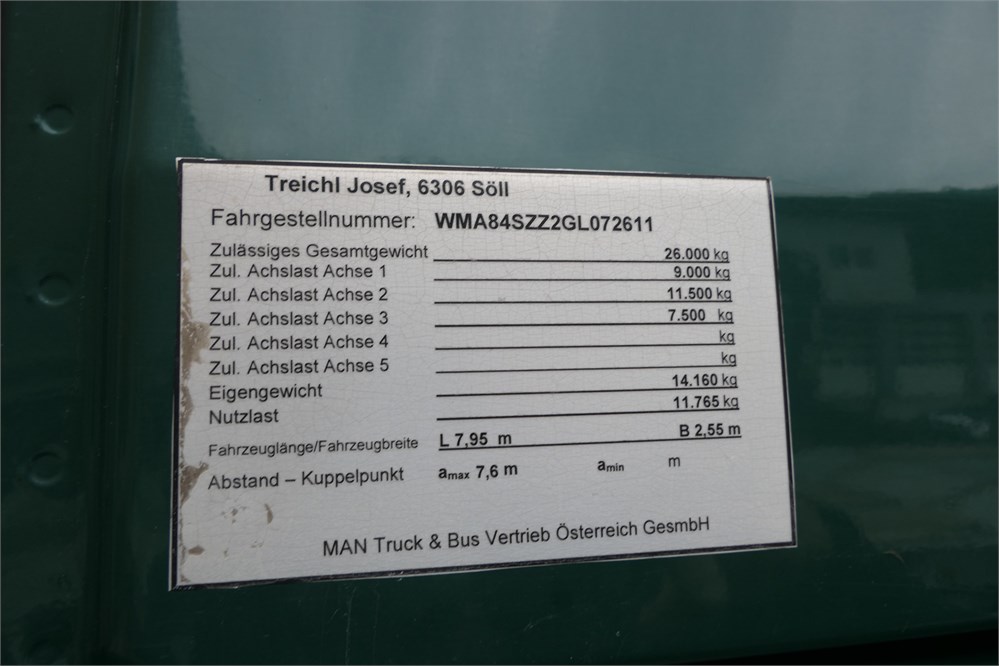 Treichl Josef, 6306 Söll
Fahrgestellnummer: WMA84SZZ2GL072611
Zulässiges Gesamtgewicht 26.000 kg
Zul. Achslast Achse 1 9.000 kg
Zul. Achslast Achse 2 11.500 kg
Zul. Achslast Achse 3 7.500 kg
Zul. Achslast Achse 4 kg
Zul. Achslast Achse 5 kg
Eigengewicht 14.160 kg
Nutzlast 11.765 kg
Fahrzeuglänge/Fahrzeugbreite L 7,95 m B 2,55 m
Abstand – Kuppelpunkt amax 7,6 m amin m
MAN Truck & Bus Vertrieb Österreich GesmbH